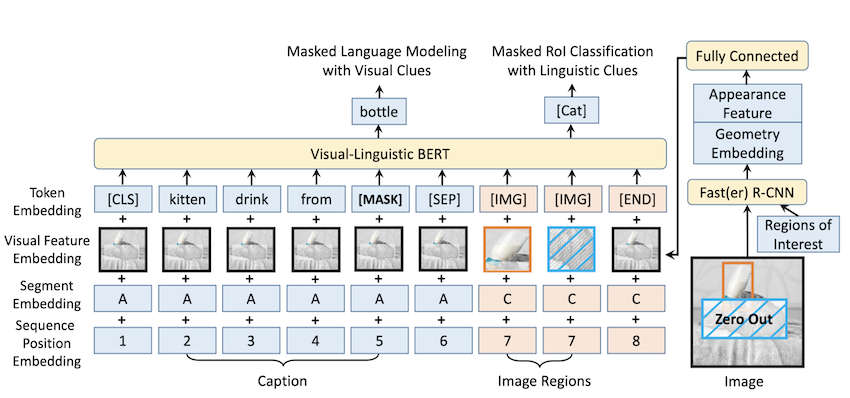 Masked Language Modeling
with Visual Clues
Masked RoI Classification
with Linguistic Clues
Fully Connected
bottle
[Cat]
Appearance
Feature
Geometry
Embedding
Visual-Linguistic BERT
Fast(er) R-CNN
Token
Embedding
[CLS] kitten drink from [MASK] [SEP] [IMG] [IMG] [END]
+ + + + + + + + +
Regions of
Interest
Visual Feature
Embedding
+ + + + + + + + +
Segment
Embedding
A A A A A A C C C
+ + + + + + + + +
Sequence
Position
Embedding
1 2 3 4 5 6 7 7 8
Zero Out
Caption
Image Regions
Image